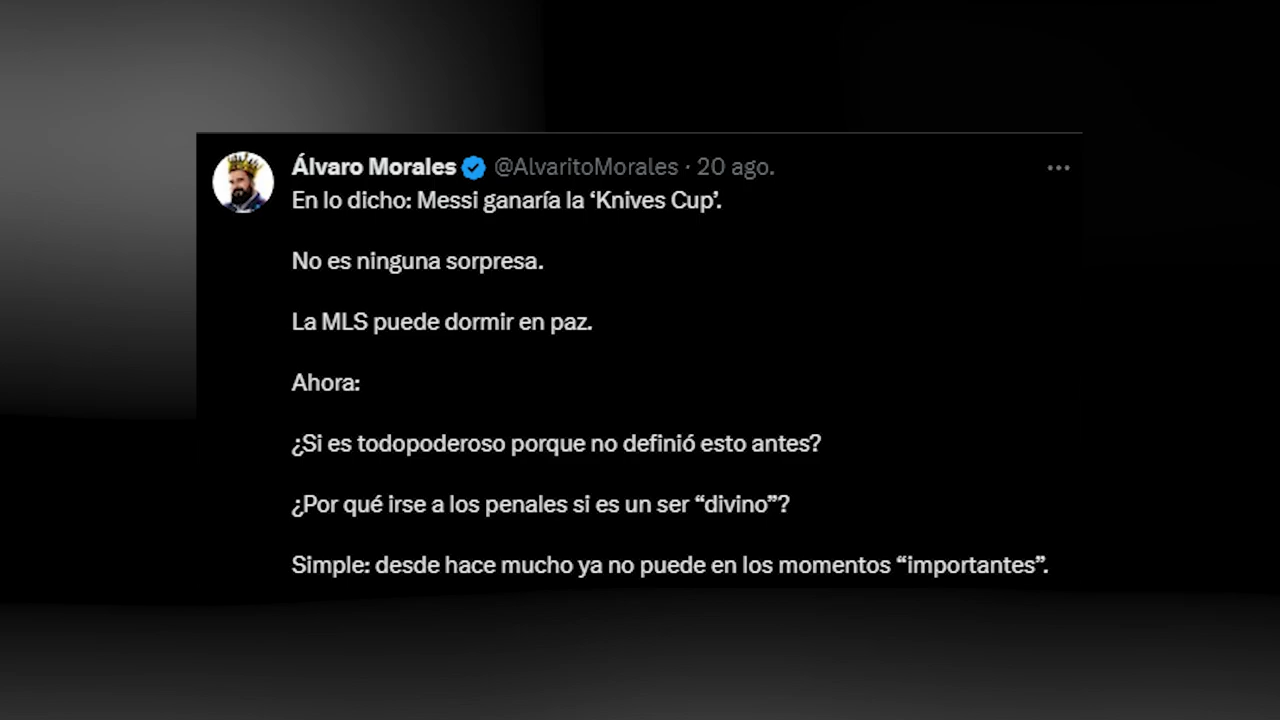 Álvaro Morales @AlvaritoMorales · 20 ago.
En lo dicho: Messi ganaría la ‘Knives Cup’.
No es ninguna sorpresa.
La MLS puede dormir en paz.
Ahora:
¿Si es todopoderoso porque no definió esto antes?
¿Por qué irse a los penales si es un ser “divino”?
Simple: desde hace mucho ya no puede en los momentos “importantes”.